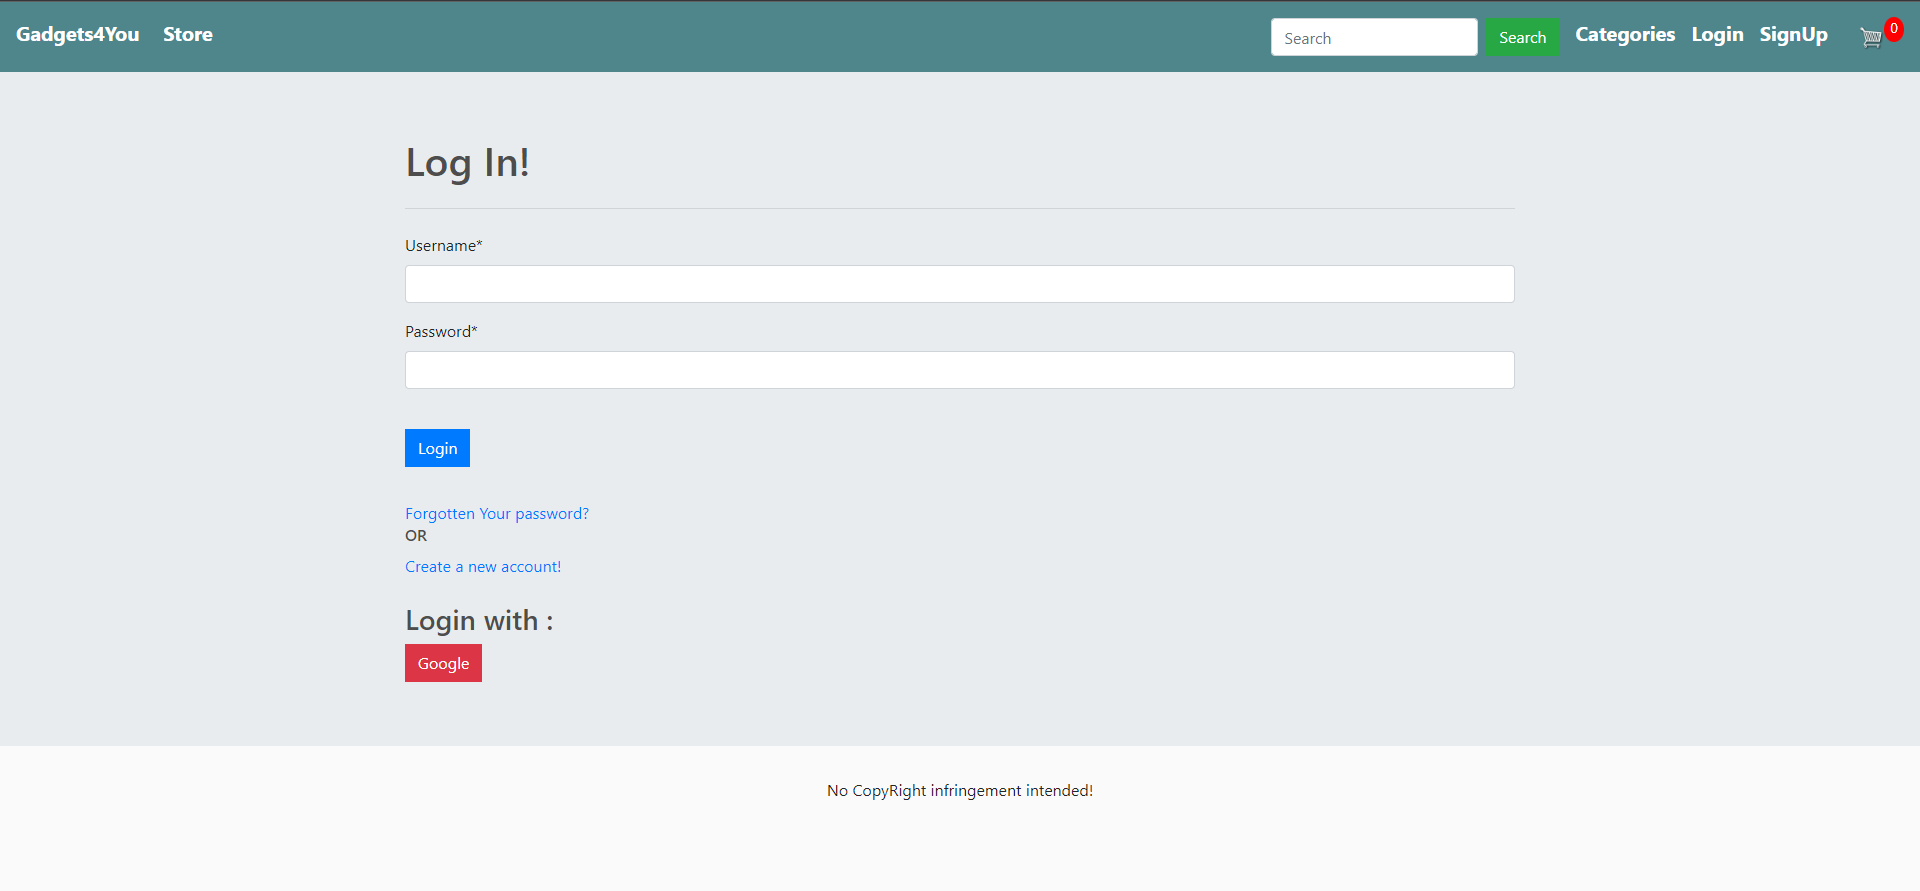 Gadgets4You Store Search Search Categories Login SignUp 0
Log In!
Username*
Password*
Login
Forgotten Your password?
OR
Create a new account!
Login with :
Google
No CopyRight infringement intended!